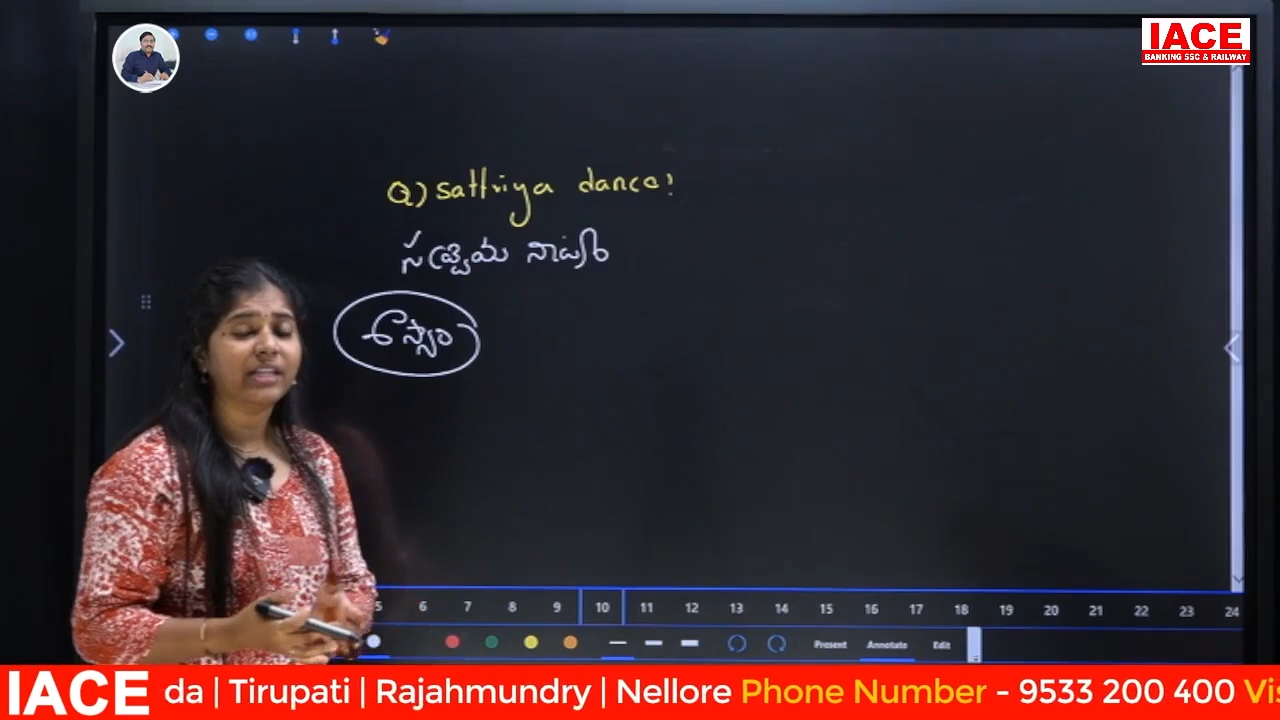 IACE
BANKING SSC & RAILWAY
Q) sattriya dance?
సత్త్రియ నాట్యం
అస్సాం
5 6 7 8 9 10 11 12 13 14 15 16 17 18 19 20 21 22 23 24
Present Annotate Edit
IACE da | Tirupati | Rajahmundry | Nellore Phone Number - 9533 200 400 Vis